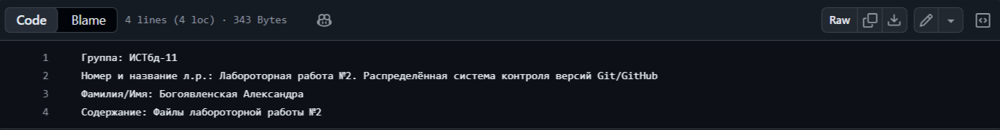 Code Blame 4 lines (4 loc) · 343 Bytes Raw
1 Группа: ИСТбд-11
2 Номер и название л.р.: Лабороторная работа №2. Распределённая система контроля версий Git/GitHub
3 Фамилия/Имя: Богоявленская Александра
4 Содержание: Файлы лабороторной работы №2